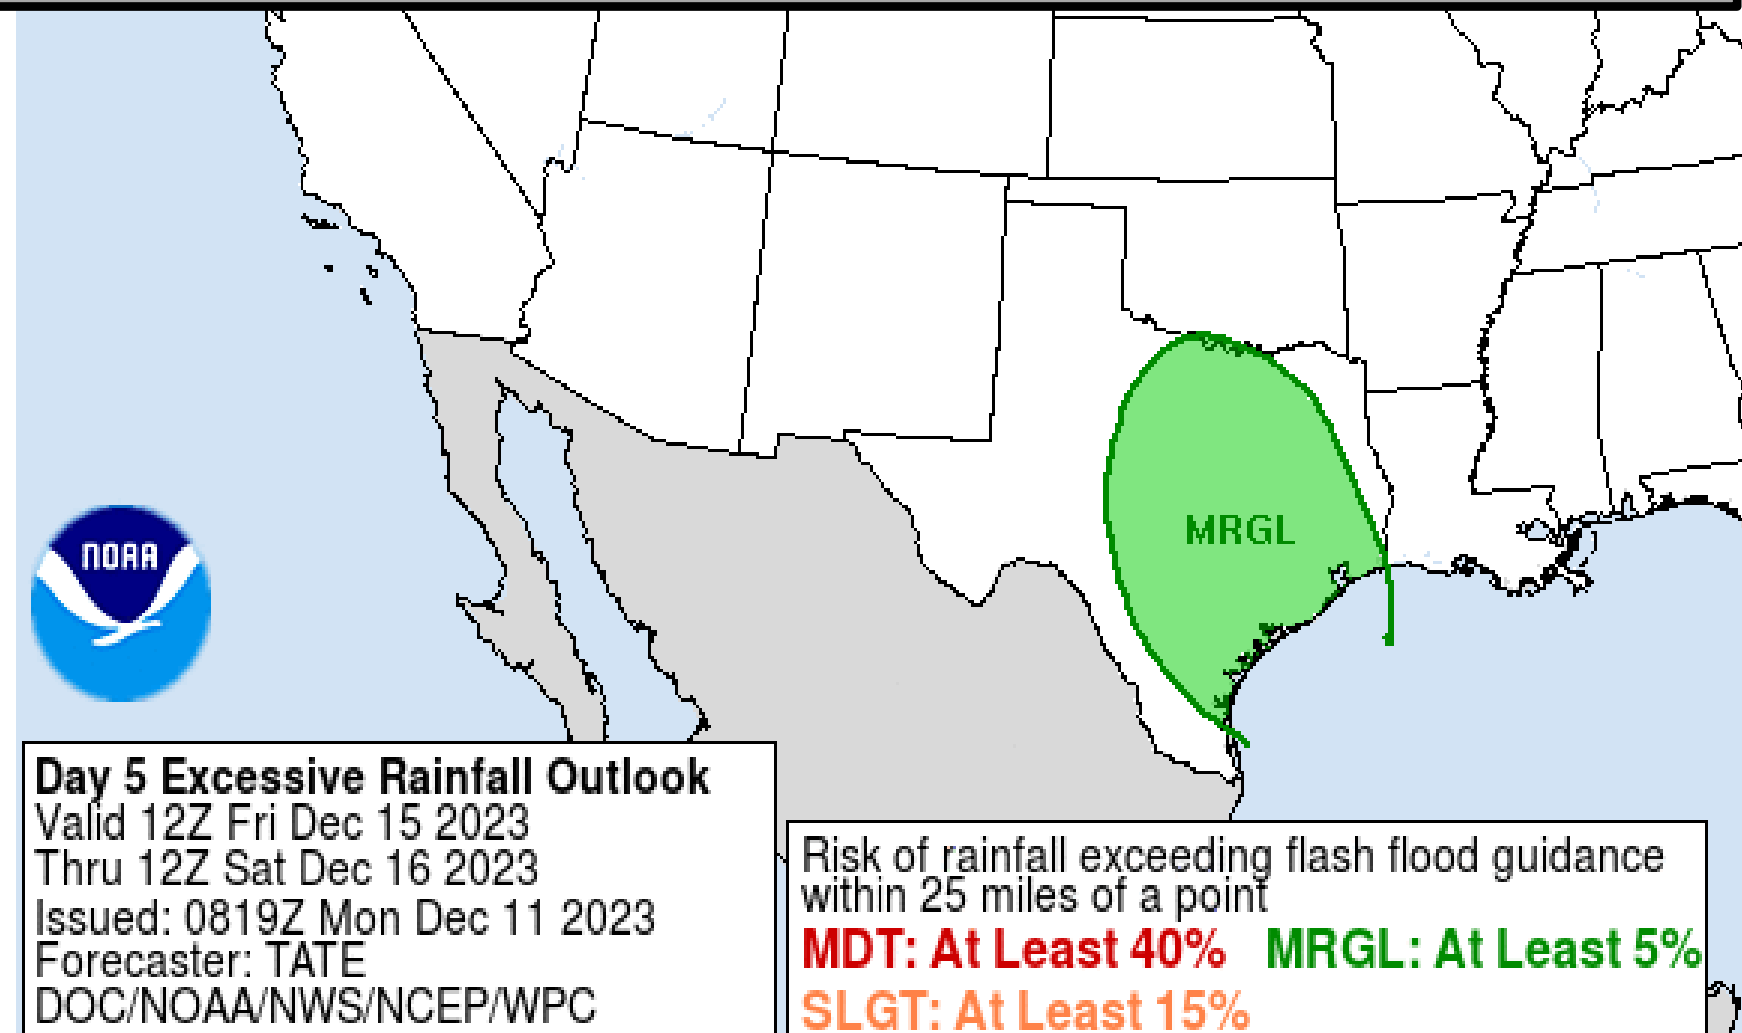 MRGL
NOAA
Day 5 Excessive Rainfall Outlook
Valid 12Z Fri Dec 15 2023
Thru 12Z Sat Dec 16 2023
Issued: 0819Z Mon Dec 11 2023
Forecaster: TATE
DOC/NOAA/NWS/NCEP/WPC
Risk of rainfall exceeding flash flood guidance
within 25 miles of a point
MDT: At Least 40% MRGL: At Least 5%
SLGT: At Least 15%